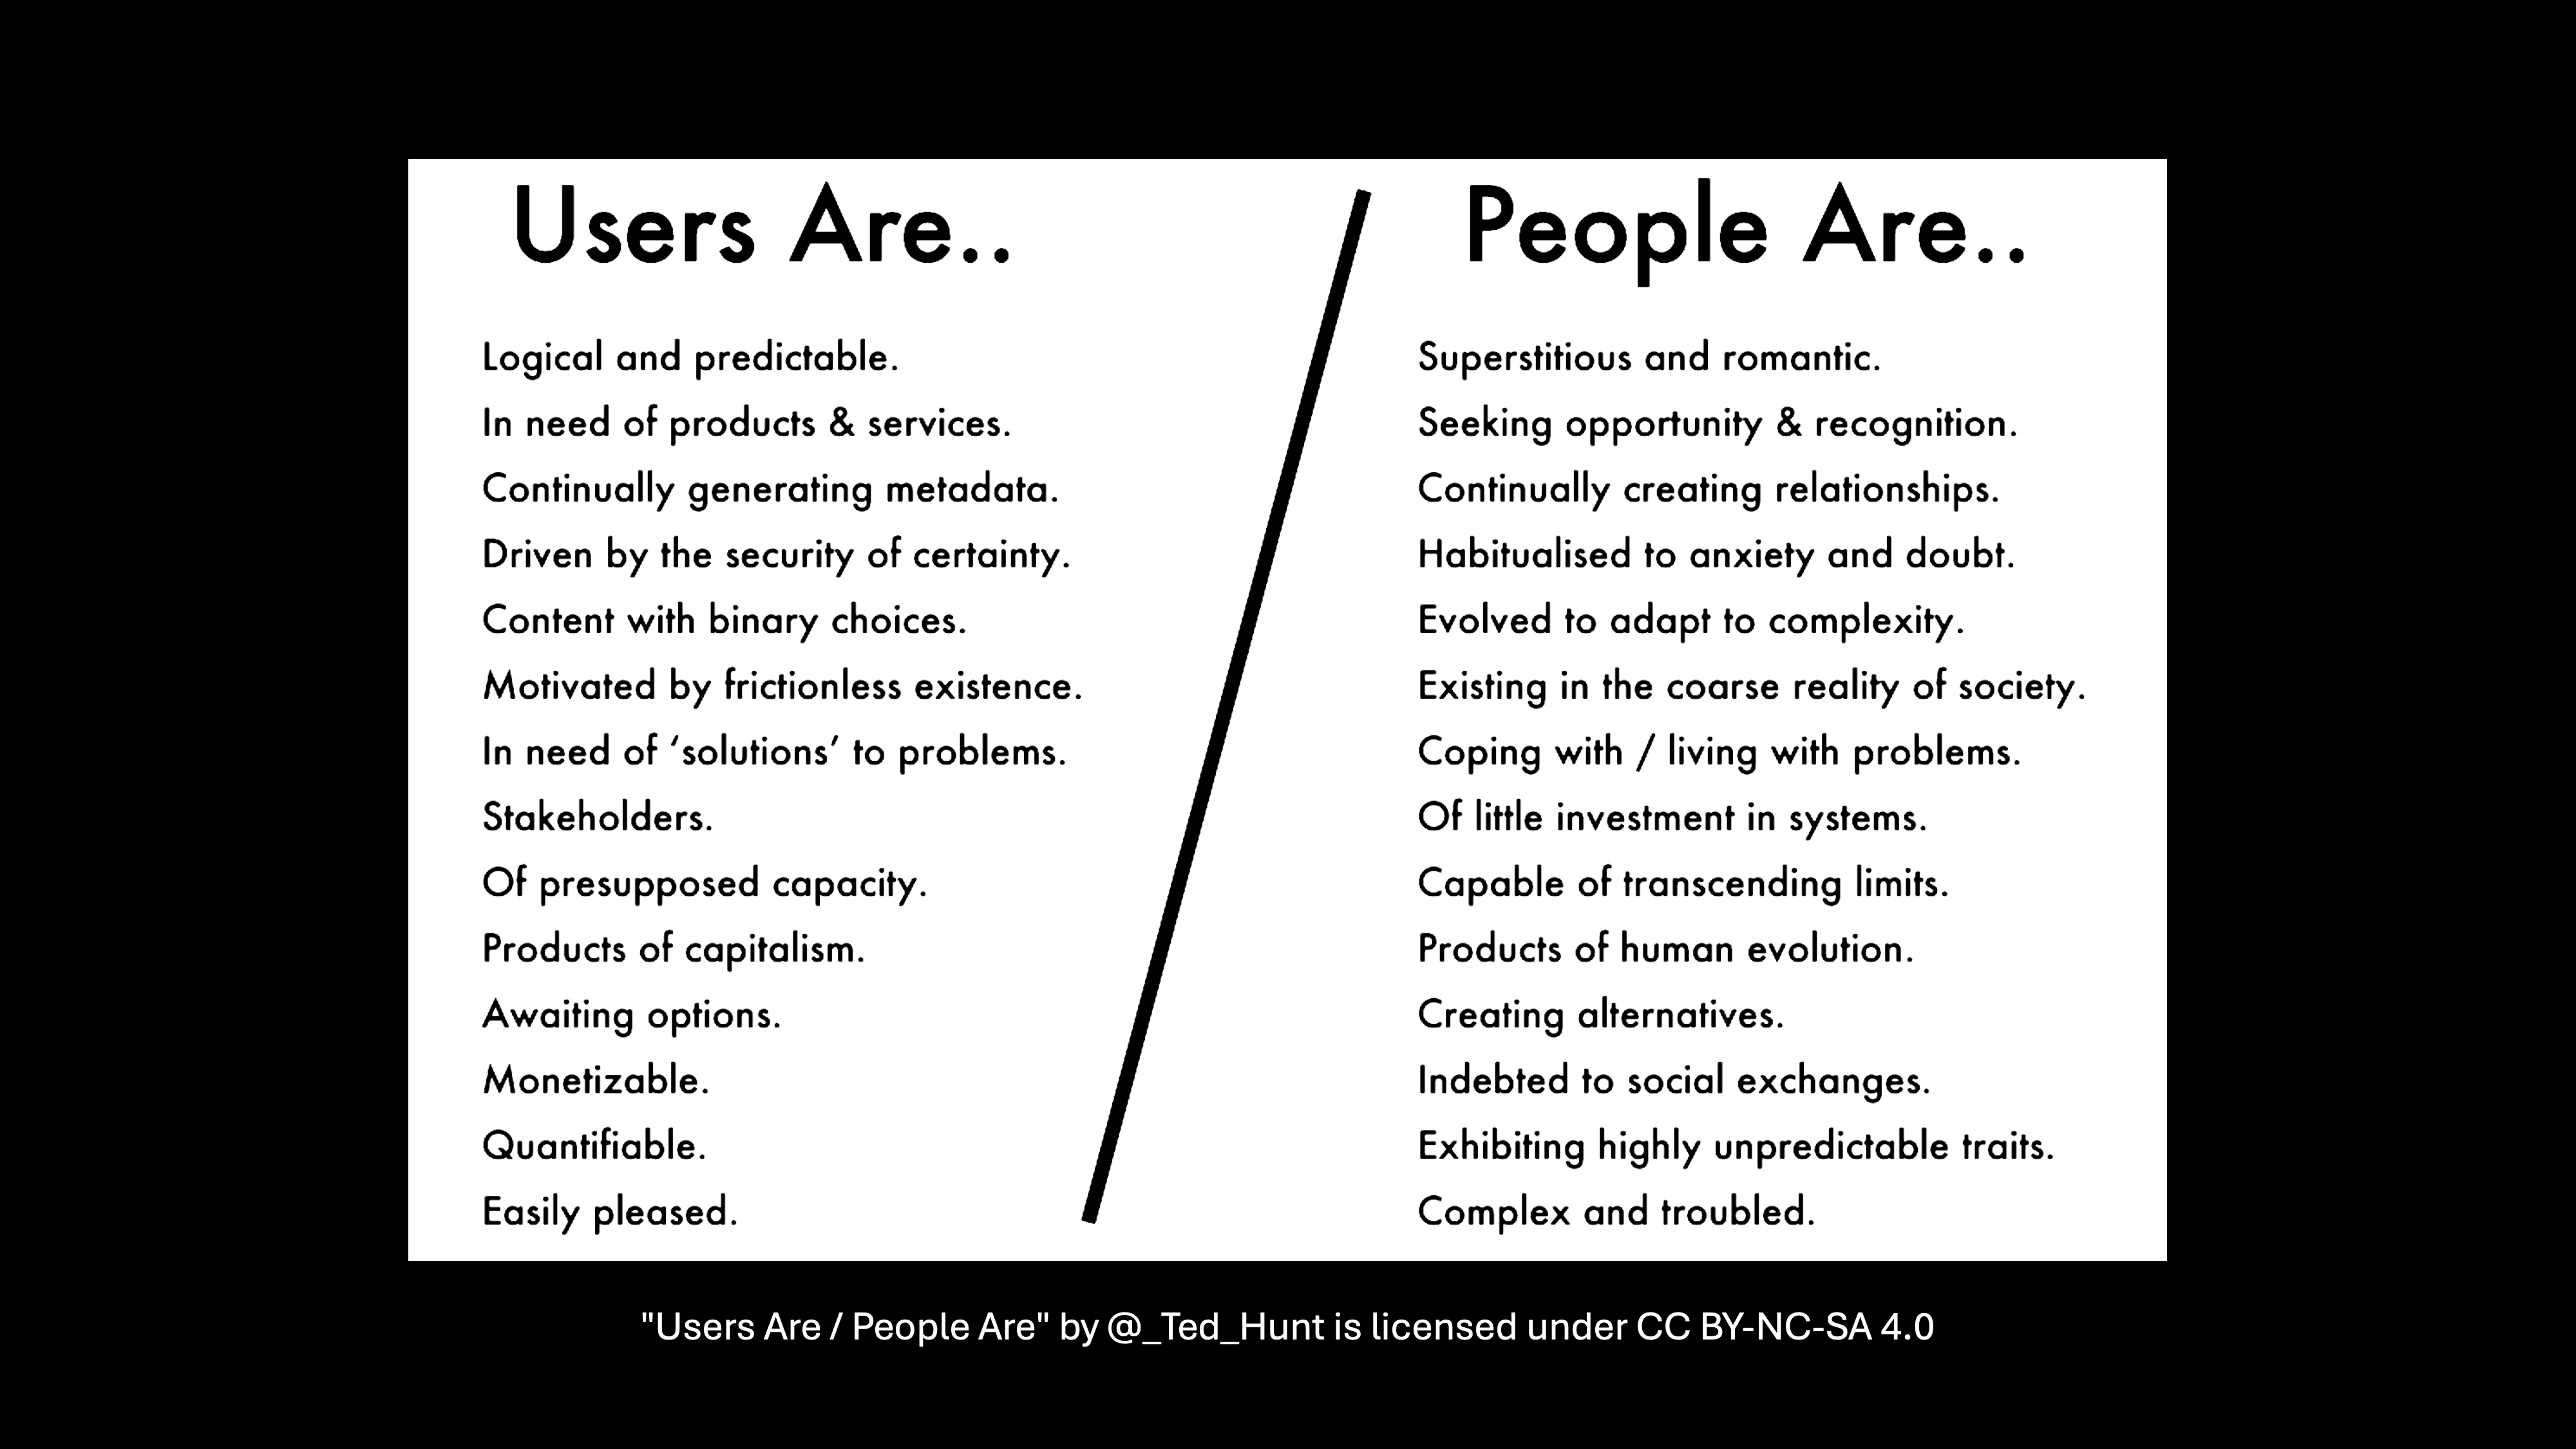 Users Are..
Logical and predictable.
In need of products & services.
Continually generating metadata.
Driven by the security of certainty.
Content with binary choices.
Motivated by frictionless existence.
In need of ‘solutions’ to problems.
Stakeholders.
Of presupposed capacity.
Products of capitalism.
Awaiting options.
Monetizable.
Quantifiable.
Easily pleased.
People Are..
Superstitious and romantic.
Seeking opportunity & recognition.
Continually creating relationships.
Habitualised to anxiety and doubt.
Evolved to adapt to complexity.
Existing in the coarse reality of society.
Coping with / living with problems.
Of little investment in systems.
Capable of transcending limits.
Products of human evolution.
Creating alternatives.
Indebted to social exchanges.
Exhibiting highly unpredictable traits.
Complex and troubled.
"Users Are / People Are" by @_Ted_Hunt is licensed under CC BY-NC-SA 4.0